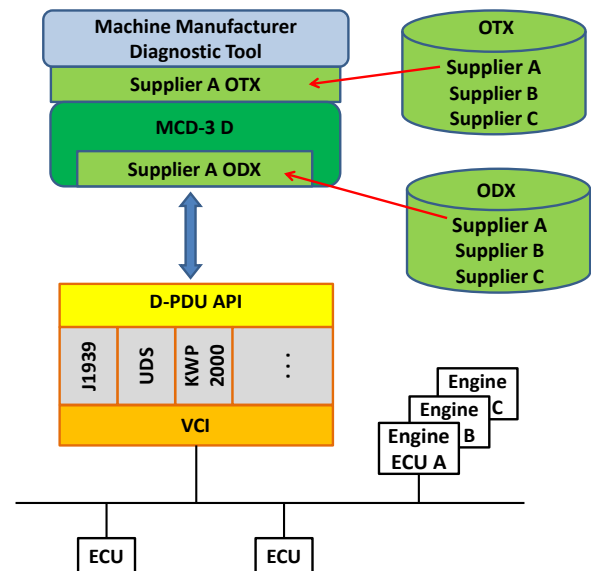 Machine Manufacturer
Diagnostic Tool
Supplier A OTX
MCD-3 D
Supplier A ODX
OTX
Supplier A
Supplier B
Supplier C
ODX
Supplier A
Supplier B
Supplier C
D-PDU API
J1939
UDS
KWP
2000
...
VCI
Engine
C
Engine
B
Engine
ECU A
ECU
ECU